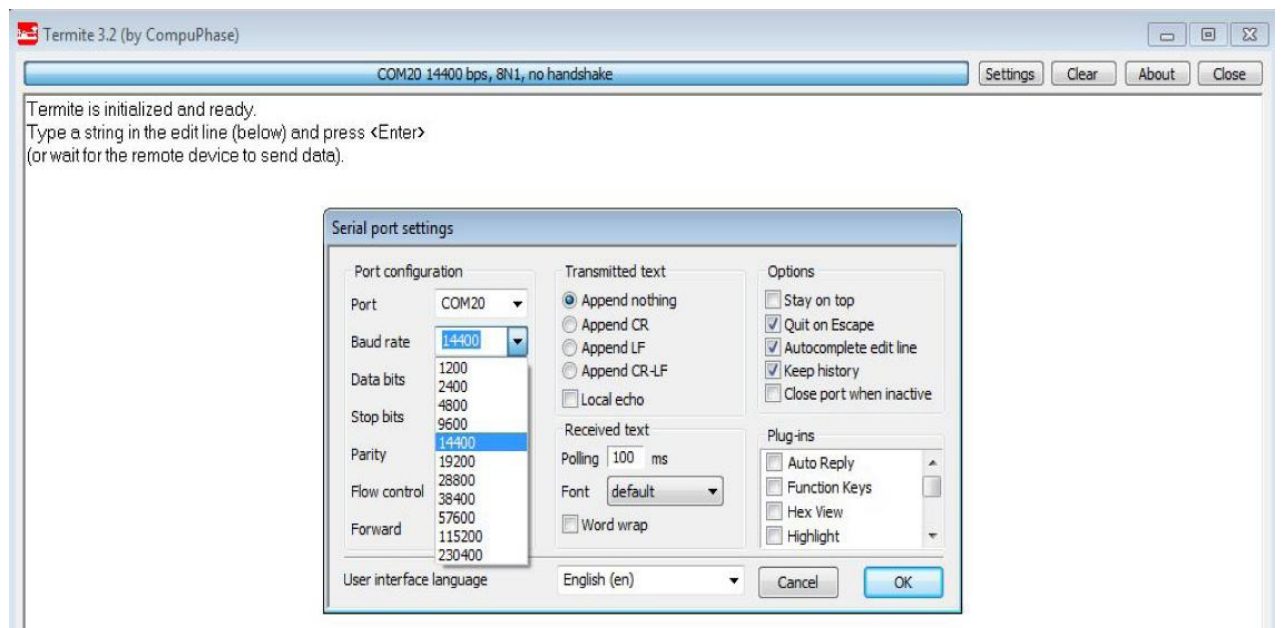 Termite 3.2 (by CompuPhase)
COM20 14400 bps, 8N1, no handshake
Settings
Clear
About
Close
Termite is initialized and ready.
Type a string in the edit line (below) and press <Enter>
(or wait for the remote device to send data).
Serial port settings
Port configuration
Port
COM20
Baud rate
14400
1200
2400
4800
9600
14400
19200
28800
38400
57600
115200
230400
Data bits
Stop bits
Parity
Flow control
Forward
Transmitted text
Append nothing
Append CR
Append LF
Append CR-LF
Local echo
Received text
Polling 100 ms
Font default
Word wrap
Options
Stay on top
Quit on Escape
Autocomplete edit line
Keep history
Close port when inactive
Plug-ins
Auto Reply
Function Keys
Hex View
Highlight
User interface language
English (en)
Cancel
OK